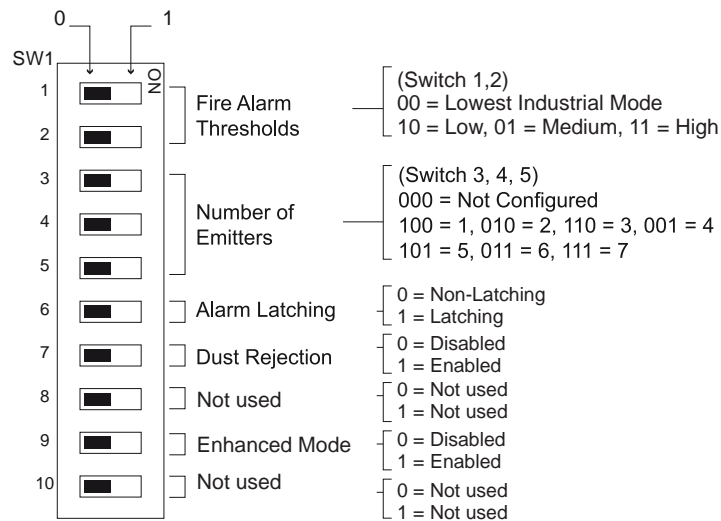 0 1
SW1
NO
1
2
Fire Alarm
Thresholds
(Switch 1,2)
00 = Lowest Industrial Mode
10 = Low, 01 = Medium, 11 = High
3
4
5
Number of
Emitters
(Switch 3, 4, 5)
000 = Not Configured
100 = 1, 010 = 2, 110 = 3, 001 = 4
101 = 5, 011 = 6, 111 = 7
6
Alarm Latching
0 = Non-Latching
1 = Latching
7
Dust Rejection
0 = Disabled
1 = Enabled
8
Not used
0 = Not used
1 = Not used
9
Enhanced Mode
0 = Disabled
1 = Enabled
10
Not used
0 = Not used
1 = Not used